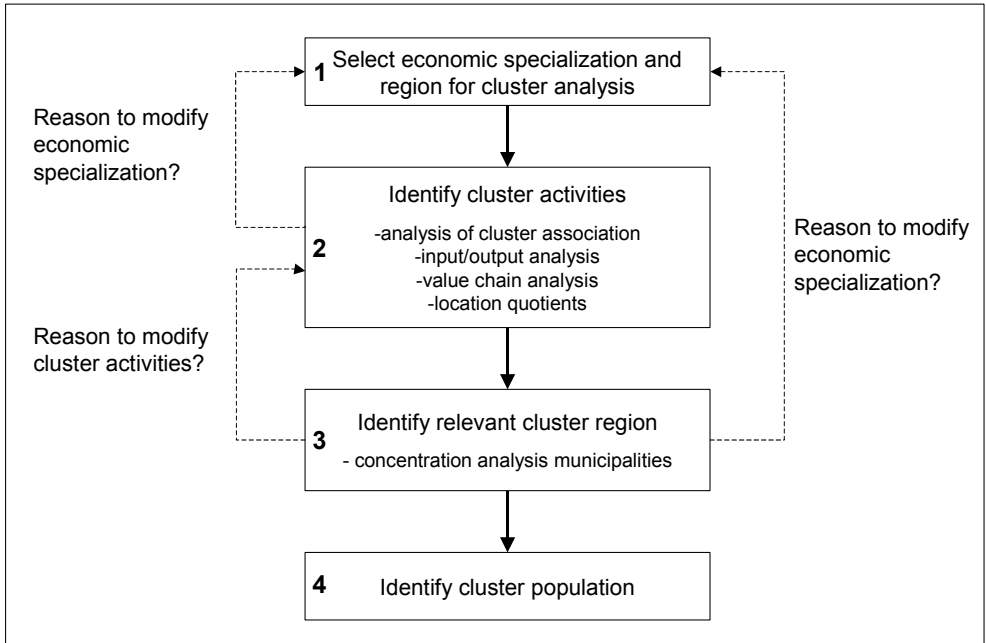 1 Select economic specialization and
region for cluster analysis
Reason to modify
economic
specialization?
Identify cluster activities
2
-analysis of cluster association
-input/output analysis
-value chain analysis
-location quotients
Reason to modify
economic
specialization?
Reason to modify
cluster activities?
Identify relevant cluster region
3
- concentration analysis municipalities
4 Identify cluster population